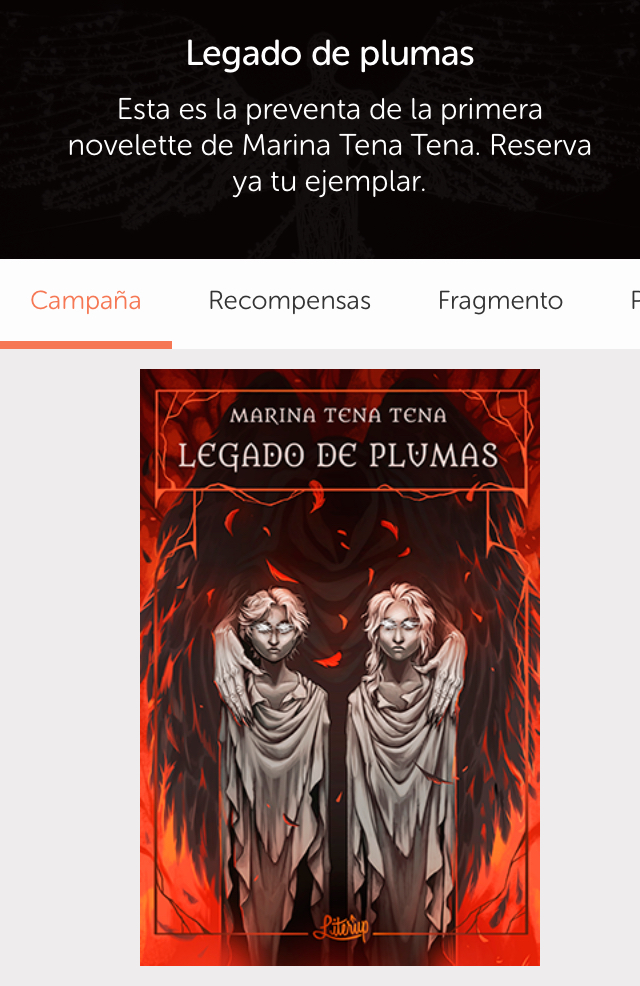 Legado de plumas
Esta es la preventa de la primera
novelette de Marina Tena Tena. Reserva
ya tu ejemplar.
Campaña Recompensas Fragmento P
MARINA TENA TENA
LEGADO DE PLUMAS
Literup